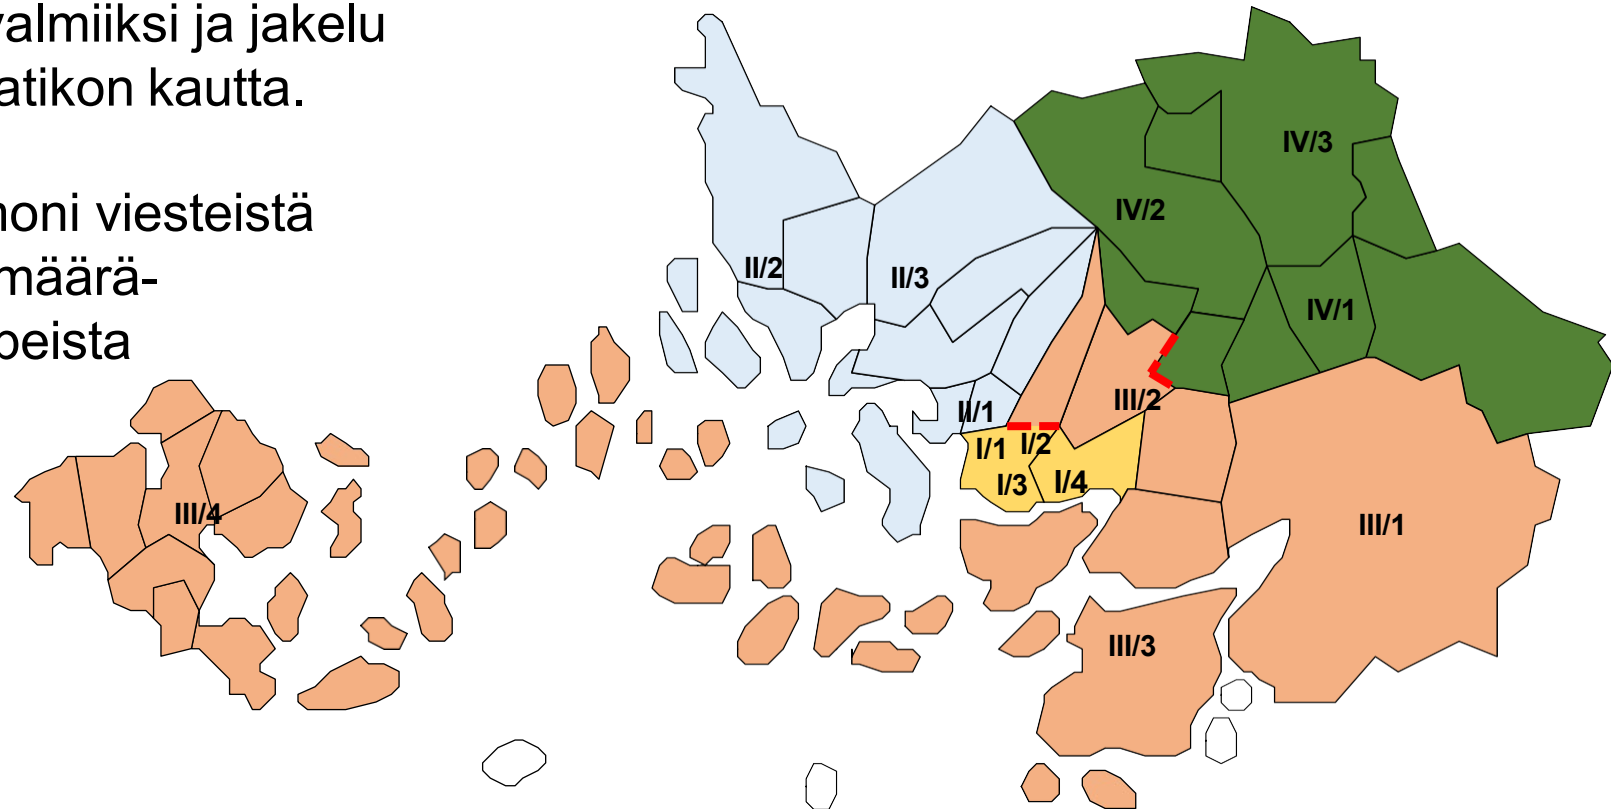 valmiiksi ja jakelu
atikon kautta.
noni viesteistä
määrä-
peista
IV/3
IV/2
II/2
II/3
IV/1
III/2
II/1
I/1
I/2
I/3
I/4
III/4
III/1
III/3